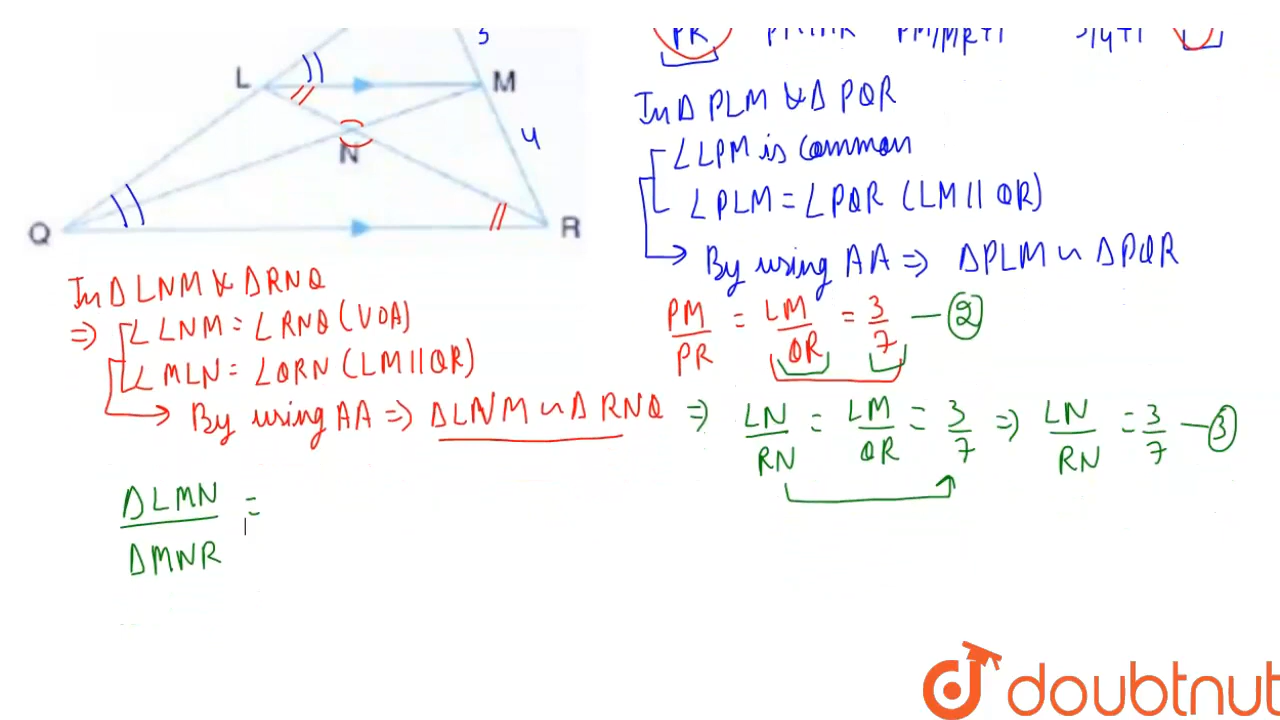 PR
L
M
3
4
N
Q
R
In Δ PLM & Δ PQR
∠LPM is common
∠PLM = ∠PQR (LM || QR)
By using AA ⇒ ΔPLM ~ ΔPQR
PM/PR = LM/QR = 3/7 — 2
In Δ LNM & ΔRNQ
⇒ ∠LNM = ∠RNQ (VOA)
∠MLN = ∠QRN (LM || QR)
By using AA ⇒ ΔLNM ~ Δ RNQ ⇒ LN/RN = LM/QR = 3/7 ⇒ LN/RN = 3/7 — 3
ΔLMN/ΔMNR =
doubtnut